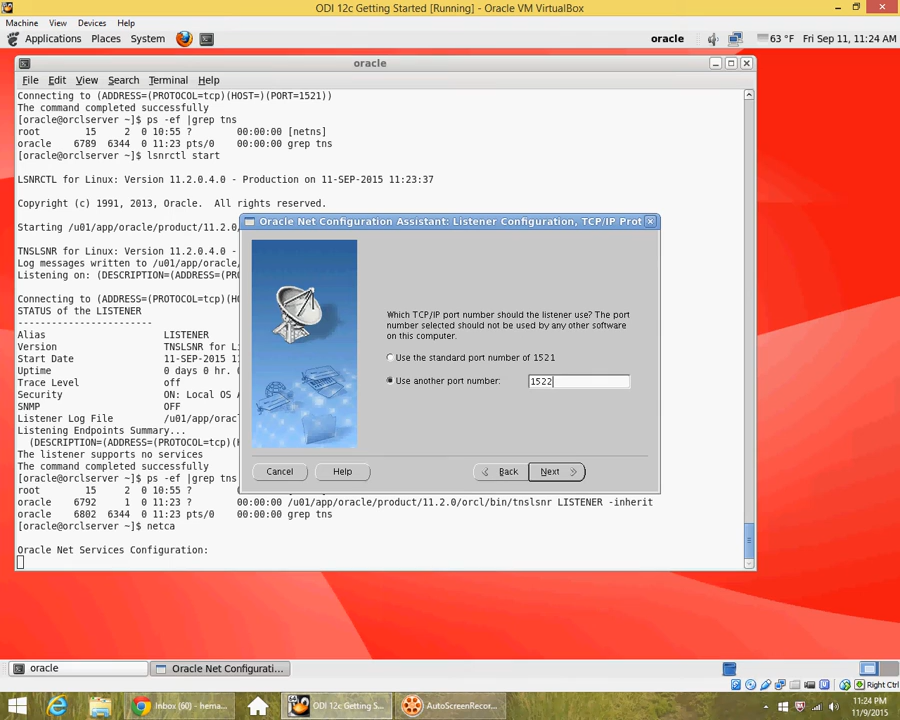 ODI 12c Getting Started [Running] - Oracle VM VirtualBox
Machine View Devices Help
Applications Places System
oracle
63 °F Fri Sep 11, 11:24 AM
oracle
File Edit View Search Terminal Help
Connecting to (ADDRESS=(PROTOCOL=tcp)(HOST=)(PORT=1521))
The command completed successfully
[oracle@orclserver ~]$ ps -ef |grep tns
root 15 2 0 10:55 ? 00:00:00 [netns]
oracle 6789 6344 0 11:23 pts/0 00:00:00 grep tns
[oracle@orclserver ~]$ lsnrctl start
LSNRCTL for Linux: Version 11.2.0.4.0 - Production on 11-SEP-2015 11:23:37
Copyright (c) 1991, 2013, Oracle. All rights reserved.
Starting /u01/app/oracle/product/11.2.0
TNSLSNR for Linux: Version 11.2.0.4.0 -
Log messages written to /u01/app/oracle
Listening on: (DESCRIPTION=(ADDRESS=(PR
Connecting to (ADDRESS=(PROTOCOL=tcp)(H
STATUS of the LISTENER
------------------------
Alias LISTENER
Version TNSLSNR for Li
Start Date 11-SEP-2015 11
Uptime 0 days 0 hr. 0
Trace Level off
Security ON: Local OS A
SNMP OFF
Listener Log File /u01/app/oracl
Listening Endpoints Summary...
(DESCRIPTION=(ADDRESS=(PROTOCOL=tcp)(H
The listener supports no services
The command completed successfully
[oracle@orclserver ~]$ ps -ef |grep tns
root 15 2 0 10:55 ? 00:00:00
oracle 6792 1 0 11:23 ? 00:00:00 /u01/app/oracle/product/11.2.0/orcl/bin/tnslsnr LISTENER -inherit
oracle 6802 6344 0 11:23 pts/0 00:00:00 grep tns
[oracle@orclserver ~]$ netca
Oracle Net Services Configuration:
Oracle Net Configuration Assistant: Listener Configuration, TCP/IP Prot
Which TCP/IP port number should the listener use? The port
number selected should not be used by any other software
on this computer.
Use the standard port number of 1521
Use another port number: 1522
Cancel Help Back Next
oracle
Oracle Net Configurati...
Right Ctrl
Inbox (60) - hema...
ODI 12c Getting S...
AutoScreenRecor...
11:24 PM
11/9/2015